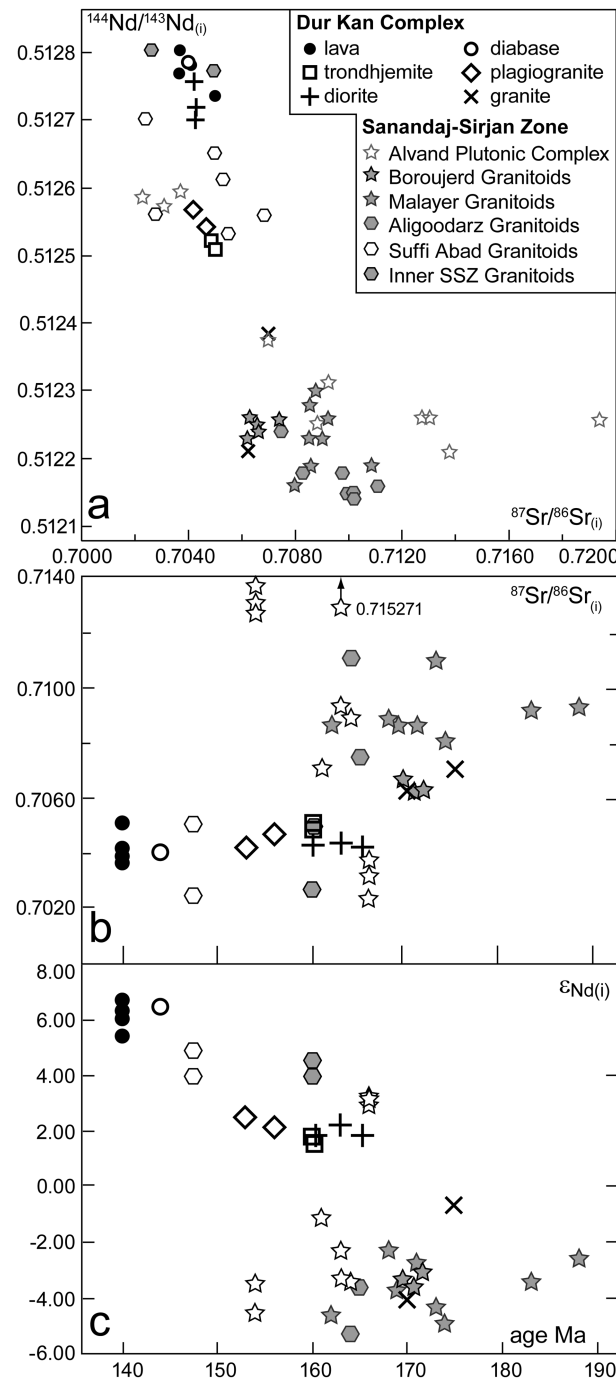 ¹⁴⁴Nd/¹⁴³Nd(i)
Dur Kan Complex
lava
diabase
trondhjemite
plagiogranite
diorite
granite
Sanandaj-Sirjan Zone
Alvand Plutonic Complex
Boroujerd Granitoids
Malayer Granitoids
Aligoodarz Granitoids
Suffi Abad Granitoids
Inner SSZ Granitoids
0.5128
0.5127
0.5126
0.5125
0.5124
0.5123
0.5122
0.5121
a
⁸⁷Sr/⁸⁶Sr(i)
0.7000 0.7040 0.7080 0.7120 0.7160 0.7200
0.7140
0.7100
0.7060
0.7020
⁸⁷Sr/⁸⁶Sr(i)
0.715271
b
8.00
6.00
4.00
2.00
0.00
-2.00
-4.00
-6.00
εNd(i)
c
age Ma
140 150 160 170 180 190